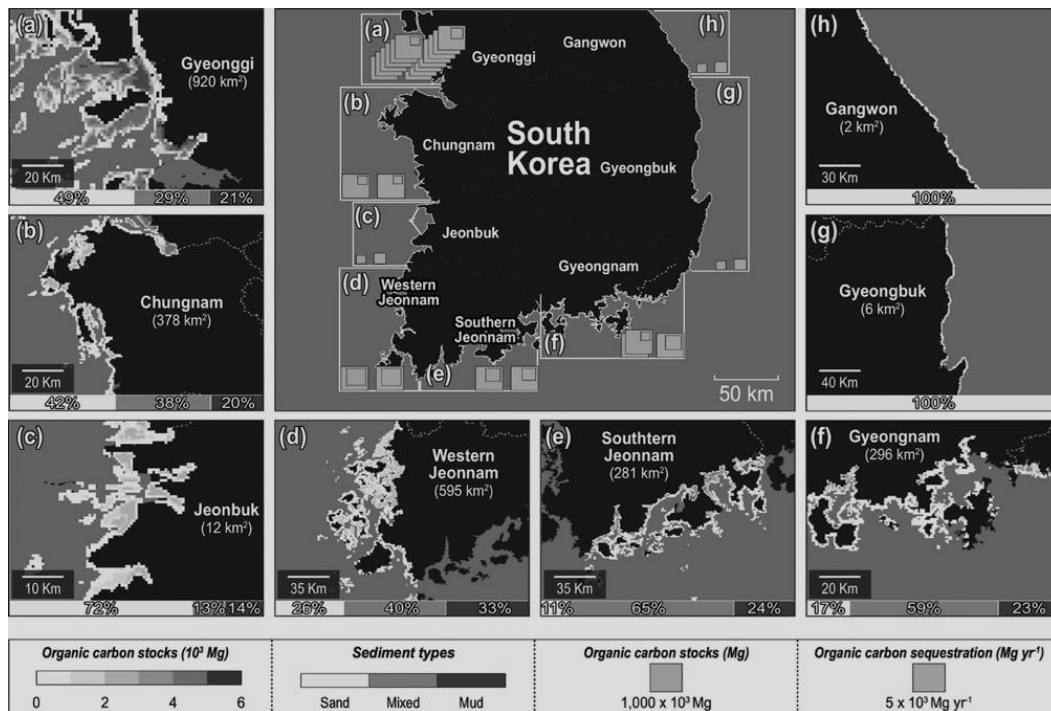 (a)
Gyeonggi
(920 km²)
20 Km
49% 29% 21%
(b)
Chungnam
(378 km²)
20 Km
42% 38% 20%
(c)
Jeonbuk
(12 km²)
10 Km
72% 13% 14%
(a)
Gyeonggi
Gangwon
(h)
(b)
(g)
Chungnam
South
Korea
Gyeongbuk
(c)
Jeonbuk
Gyeongnam
(d)
Western
Jeonnam
Southern
Jeonnam
(f)
(e)
50 km
(h)
Gangwon
(2 km²)
30 Km
100%
(g)
Gyeongbuk
(6 km²)
40 Km
100%
(d)
Western
Jeonnam
(595 km²)
35 Km
26% 40% 33%
(e)
Southtern
Jeonnam
(281 km²)
35 Km
11% 65% 24%
(f)
Gyeongnam
(296 km²)
20 Km
17% 59% 23%
Organic carbon stocks (10³ Mg)
0 2 4 6
Sediment types
Sand Mixed Mud
Organic carbon stocks (Mg)
1,000 x 10³ Mg
Organic carbon sequestration (Mg yr⁻¹)
5 x 10³ Mg yr⁻¹